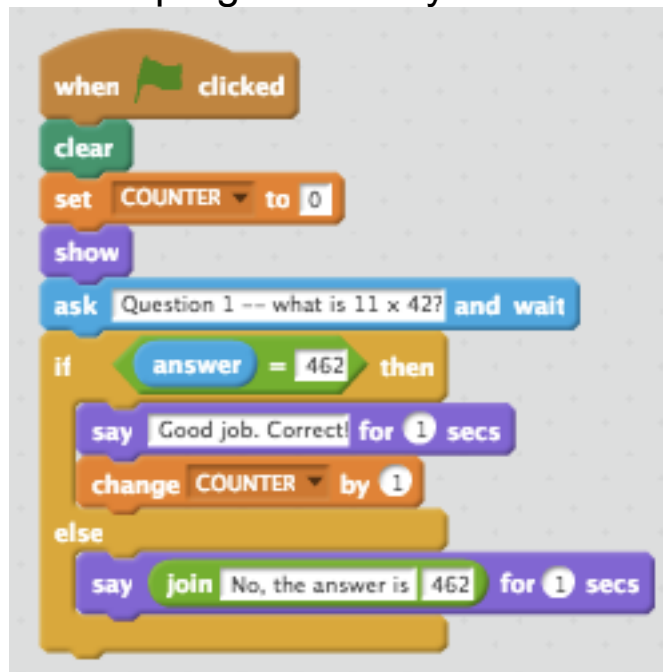 when clicked
clear
set COUNTER to 0
show
ask Question 1 -- what is 11 x 42? and wait
if answer = 462 then
say Good job. Correct! for 1 secs
change COUNTER by 1
else
say join No, the answer is 462 for 1 secs